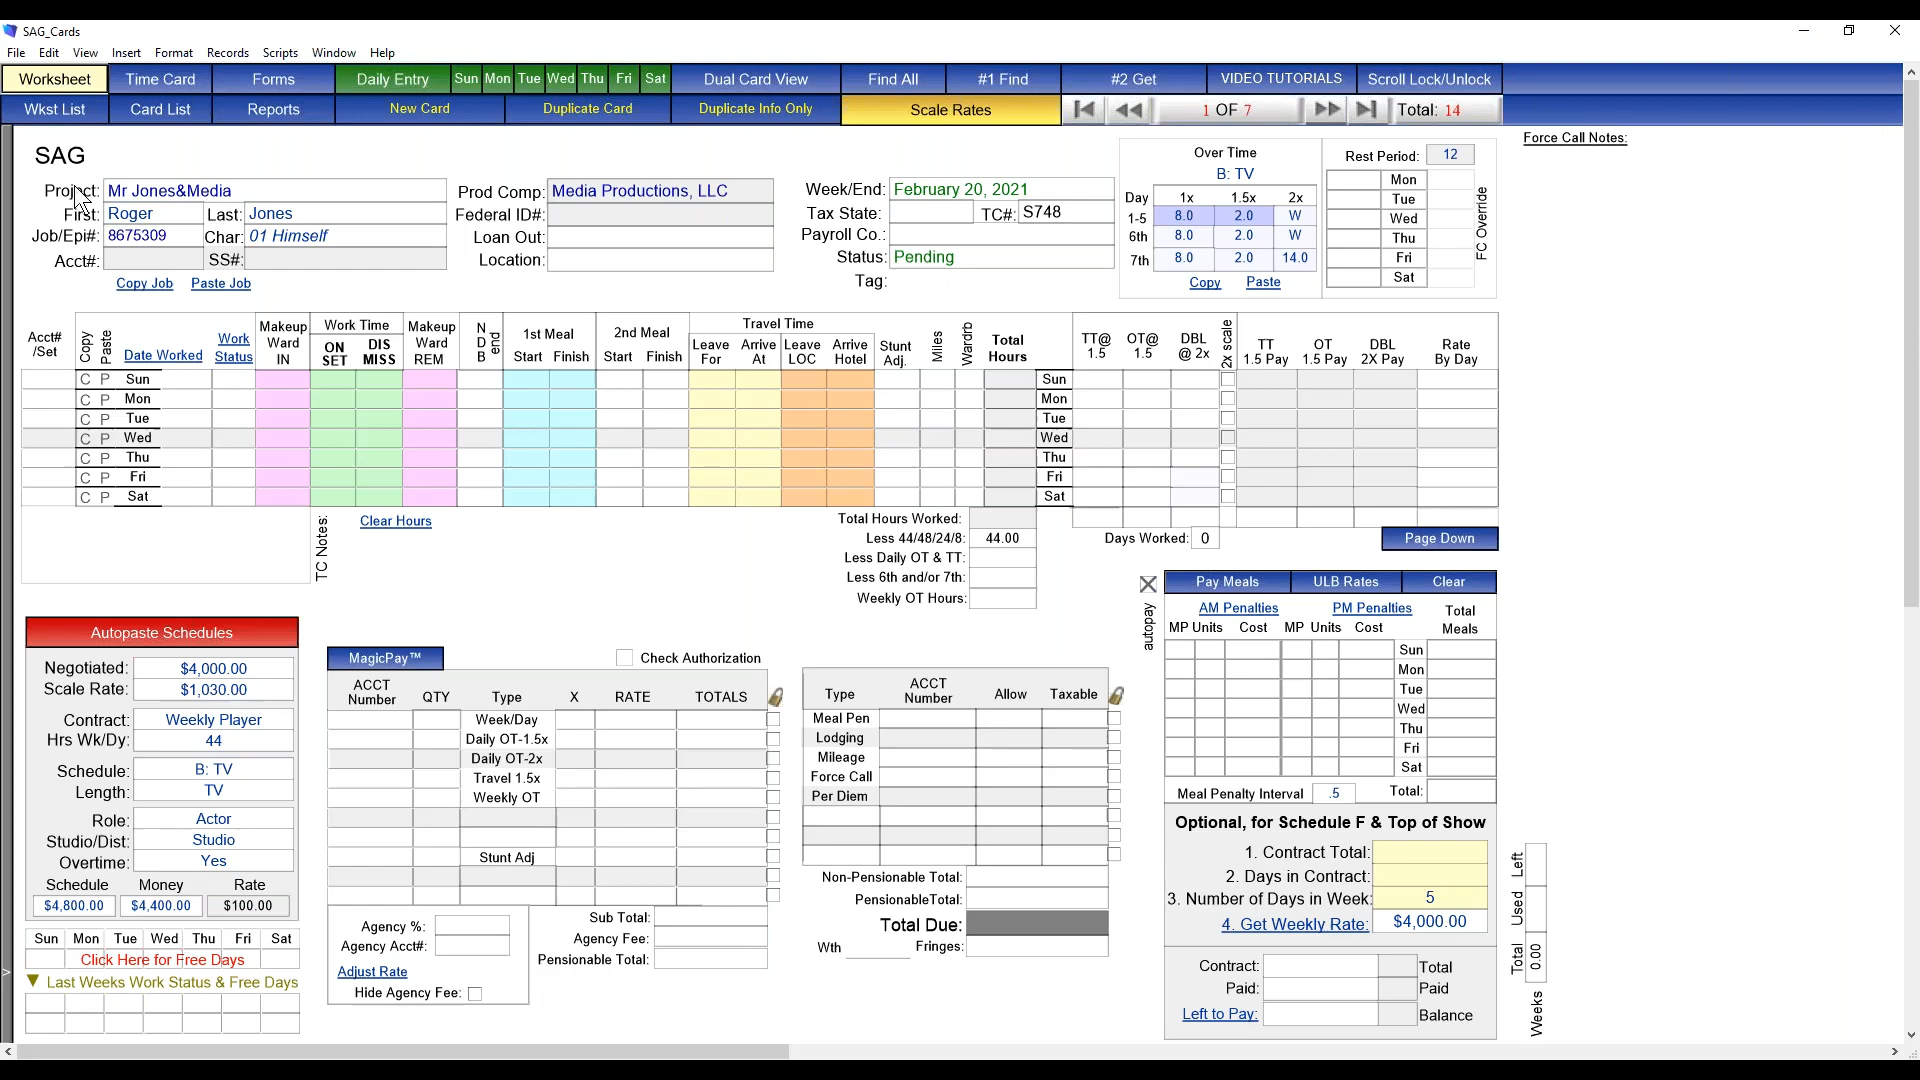 SAG_Cards
File Edit View Insert Format Records Scripts Window Help
Worksheet Time Card Forms Daily Entry Sun Mon Tue Wed Thu Fri Sat Dual Card View Find All #1 Find #2 Get VIDEO TUTORIALS Scroll Lock/Unlock
Wkst List Card List Reports New Card Duplicate Card Duplicate Info Only Scale Rates 1 OF 7 Total: 14
Force Call Notes:
SAG
Project: Mr Jones&Media
First: Roger Last: Jones
Job/Epi#: 8675309 Char: 01 Himself
Acct#: SS#:
Copy Job Paste Job
Prod Comp: Media Productions, LLC
Federal ID#:
Loan Out:
Location:
Week/End: February 20, 2021
Tax State: TC#: S748
Payroll Co.:
Status: Pending
Tag:
Over Time
B: TV
Day 1x 1.5x 2x
1-5 8.0 2.0 W
6th 8.0 2.0 W
7th 8.0 2.0 14.0
Copy Paste
Rest Period: 12
Mon
Tue
Wed
Thu
Fri
Sat
FC Override
Acct# /Set Copy Paste Date Worked Work Status Makeup Ward IN Work Time ON SET DIS MISS Makeup Ward REM NDB end 1st Meal Start Finish 2nd Meal Start Finish Travel Time Leave For Arrive At Leave LOC Arrive Hotel Stunt Adj. Miles Wardrb Total Hours TT@ 1.5 OT@ 1.5 DBL @ 2x 2x scale TT 1.5 Pay OT 1.5 Pay DBL 2X Pay Rate By Day
C P Sun Sun
C P Mon Mon
C P Tue Tue
C P Wed Wed
C P Thu Thu
C P Fri Fri
C P Sat Sat
TC Notes:
Clear Hours
Total Hours Worked:
Less 44/48/24/8: 44.00
Less Daily OT & TT:
Less 6th and/or 7th:
Weekly OT Hours:
Days Worked: 0
Page Down
Autopaste Schedules
Negotiated: $4,000.00
Scale Rate: $1,030.00
Contract: Weekly Player
Hrs Wk/Dy: 44
Schedule: B: TV
Length: TV
Role: Actor
Studio/Dist: Studio
Overtime: Yes
Schedule Money Rate
$4,800.00 $4,400.00 $100.00
Sun Mon Tue Wed Thu Fri Sat
Click Here for Free Days
Last Weeks Work Status & Free Days
>
MagicPay™ Check Authorization
ACCT Number QTY Type X RATE TOTALS
Week/Day
Daily OT-1.5x
Daily OT-2x
Travel 1.5x
Weekly OT
Stunt Adj
Agency %:
Agency Acct#:
Adjust Rate
Hide Agency Fee:
Sub Total:
Agency Fee:
Pensionable Total:
Type ACCT Number Allow Taxable
Meal Pen
Lodging
Mileage
Force Call
Per Diem
Non-Pensionable Total:
PensionableTotal:
Total Due:
Wth Fringes:
autopay
Pay Meals ULB Rates Clear
AM Penalties PM Penalties Total Meals
MP Units Cost MP Units Cost
Sun
Mon
Tue
Wed
Thu
Fri
Sat
Meal Penalty Interval .5 Total:
Optional, for Schedule F & Top of Show
1. Contract Total:
2. Days in Contract:
3. Number of Days in Week: 5
4. Get Weekly Rate: $4,000.00
Contract: Total
Paid: Paid
Left to Pay: Balance
Weeks Total Used Left
0.00